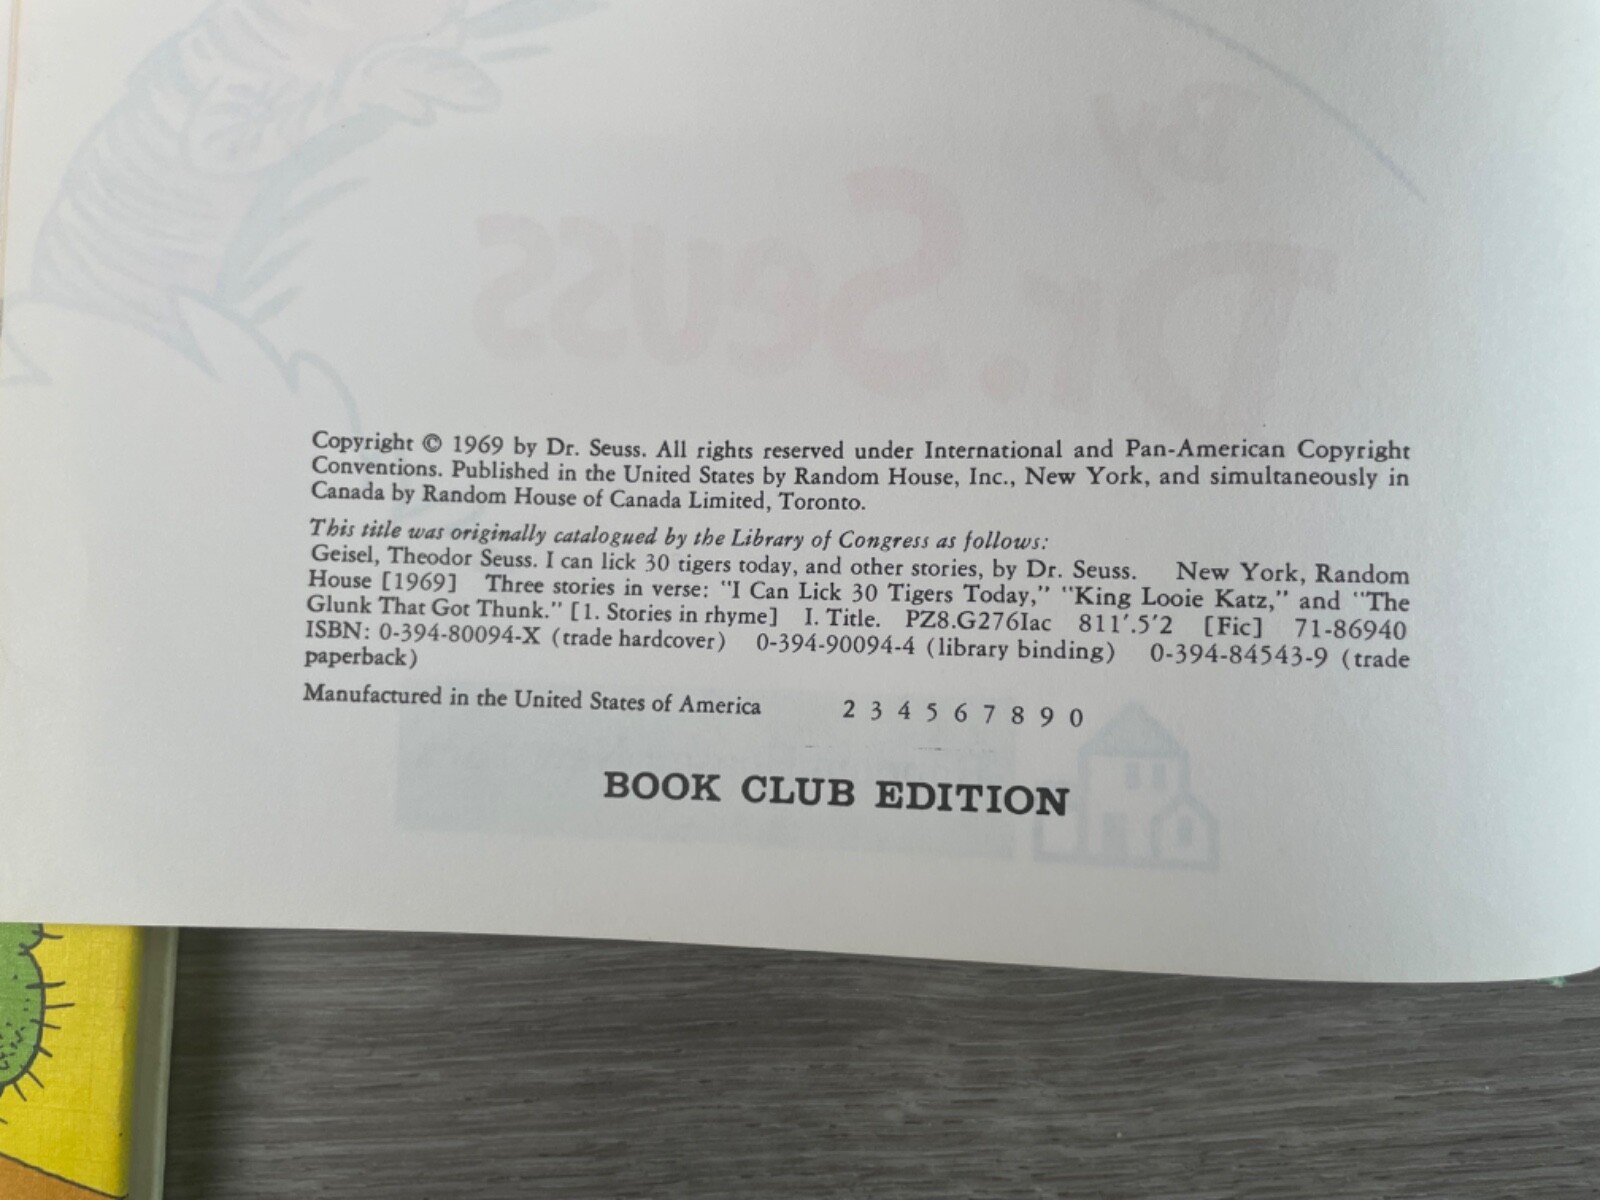 By
Dr. Seuss
Copyright © 1969 by Dr. Seuss. All rights reserved under International and Pan-American Copyright
Conventions. Published in the United States by Random House, Inc., New York, and simultaneously in
Canada by Random House of Canada Limited, Toronto.
This title was originally catalogued by the Library of Congress as follows:
Geisel, Theodor Seuss. I can lick 30 tigers today, and other stories, by Dr. Seuss. New York, Random
House [1969] Three stories in verse: "I Can Lick 30 Tigers Today," "King Looie Katz," and "The
Glunk That Got Thunk." [1. Stories in rhyme] I. Title. PZ8.G276Iac 811′.5′2 [Fic] 71-86940
ISBN: 0-394-80094-X (trade hardcover) 0-394-90094-4 (library binding) 0-394-84543-9 (trade
paperback)
Manufactured in the United States of America 2 3 4 5 6 7 8 9 0
BOOK CLUB EDITION